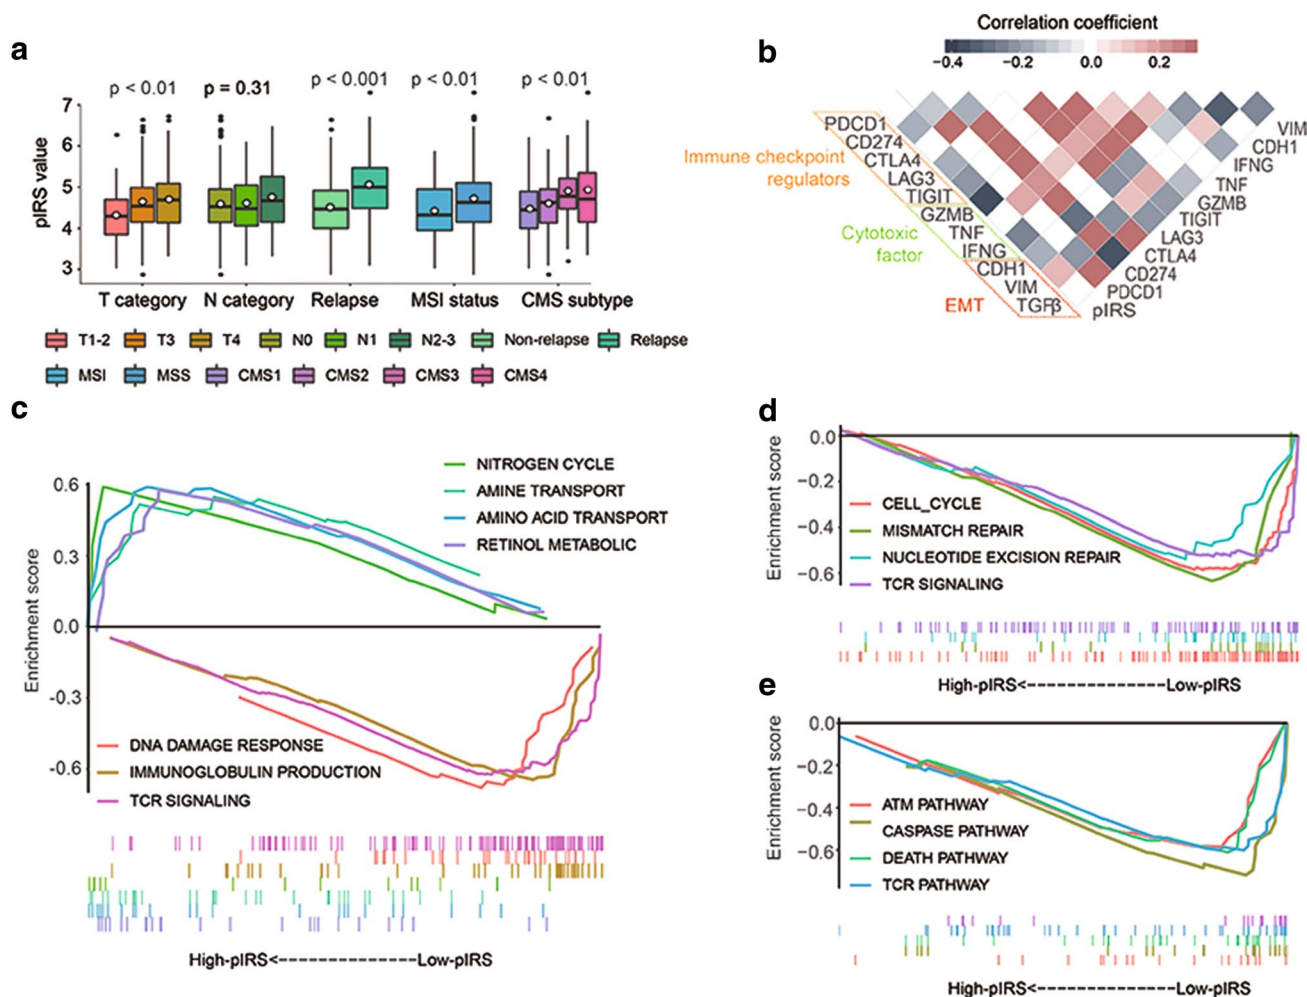 a
p < 0.01
p = 0.31
p < 0.001
p < 0.01
p < 0.01
pIRS value
7
6
5
4
3
T category
N category
Relapse
MSI status
CMS subtype
T1-2
T3
T4
N0
N1
N2-3
Non-relapse
Relapse
MSI
MSS
CMS1
CMS2
CMS3
CMS4
b
Correlation coefficient
−0.4
−0.2
0.0
0.2
Immune checkpoint
regulators
PDCD1
CD274
CTLA4
LAG3
TIGIT
Cytotoxic
factor
GZMB
TNF
IFNG
EMT
CDH1
VIM
TGFβ
VIM
CDH1
IFNG
TNF
GZMB
TIGIT
LAG3
CTLA4
CD274
PDCD1
pIRS
c
Enrichment score
Enrichment score
0.6
0.3
0.0
-0.3
-0.6
NITROGEN CYCLE
AMINE TRANSPORT
AMINO ACID TRANSPORT
RETINOL METABOLIC
DNA DAMAGE RESPONSE
IMMUNOGLOBULIN PRODUCTION
TCR SIGNALING
High-pIRS<--------------------Low-pIRS
d
Enrichment score
0.0
−0.2
−0.4
−0.6
CELL_CYCLE
MISMATCH REPAIR
NUCLEOTIDE EXCISION REPAIR
TCR SIGNALING
High-pIRS<--------------------Low-pIRS
e
Enrichment score
0.0
−0.2
−0.4
−0.6
ATM PATHWAY
CASPASE PATHWAY
DEATH PATHWAY
TCR PATHWAY
High-pIRS<--------------------Low-pIRS